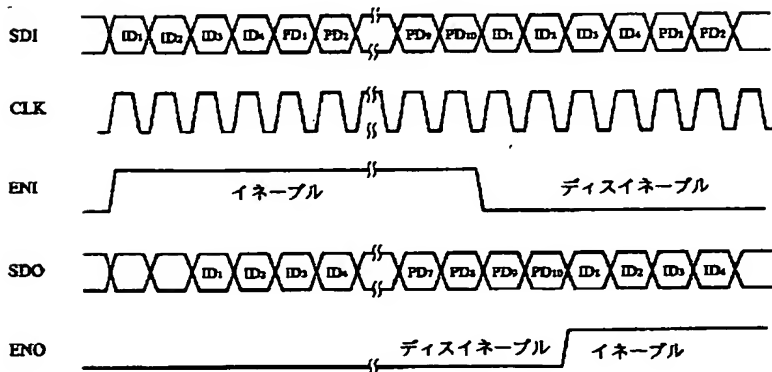 SDI ID1 ID2 ID3 ID4 PD1 PD2 PD9 PD10 ID1 ID2 ID3 ID4 PD1 PD2
CLK
ENI イネーブル ディスイネーブル
SDO ID1 ID2 ID3 ID4 PD7 PD8 PD9 PD10 ID1 ID2 ID3 ID4
ENO ディスイネーブル イネーブル